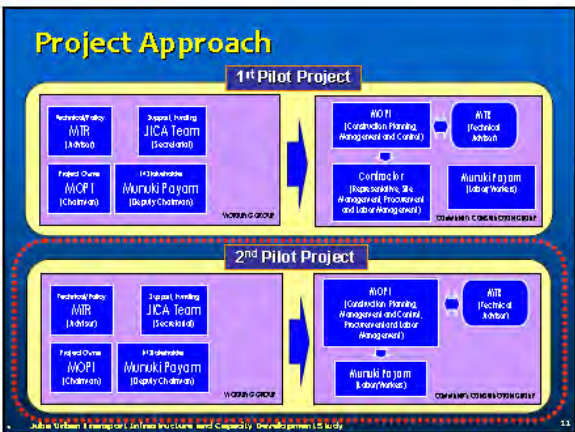 Project Approach
1st Pilot Project
Technical/Policy
MTR
(Advisor)
Support, Funding
JICA Team
(Secretariat)
Project Owner
MOPI
(Chairman)
Munuki Payam
(Deputy Chairman)
WORKING GROUP
MOPI
(Construction Planning,
Management and Control)
(Technical
Advisor)
Contractor
(Representative, Site
Management, Procurement
and Labor Management)
Munuki Payam
(Labor/Workers)
COMMUNITY CONSTRUCTION GROUP
2nd Pilot Project
Technical/Policy
MTR
(Advisor)
Support, Funding
JICA Team
(Secretariat)
Project Owner
MOPI
(Chairman)
Munuki Payam
(Deputy Chairman)
WORKING GROUP
MOPI
(Construction Planning,
Management and Control,
Procurement and Labor
Management)
(Technical
Advisor)
Munuki Payam
(Labor/Workers)
COMMUNITY CONSTRUCTION GROUP
Juba Urban Transport Infrastructure and Capacity Development Study
11